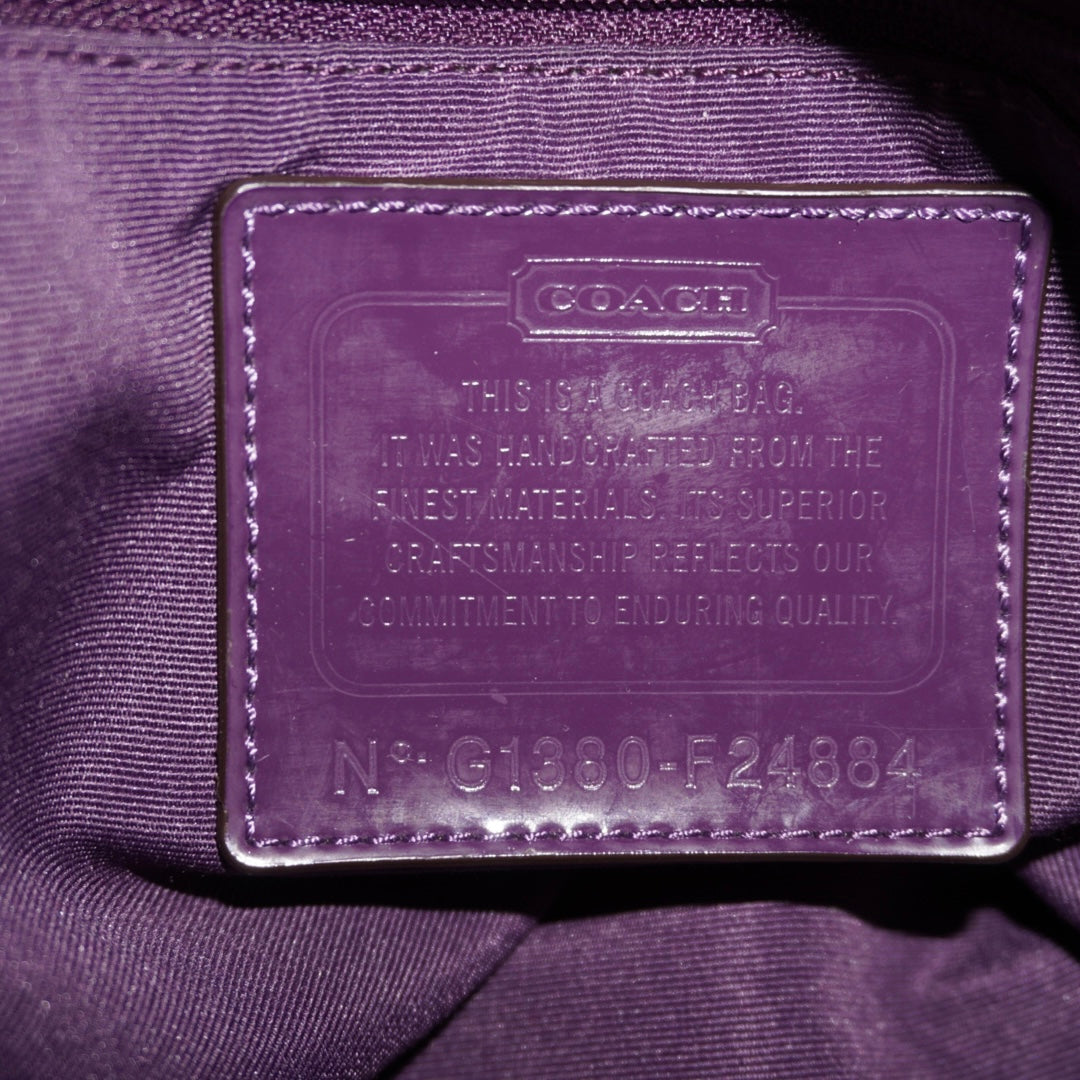 COACH
THIS IS A COACH BAG.
IT WAS HANDCRAFTED FROM THE
FINEST MATERIALS. ITS SUPERIOR
CRAFTSMANSHIP REFLECTS OUR
COMMITMENT TO ENDURING QUALITY.
Nº- G1380-F24884